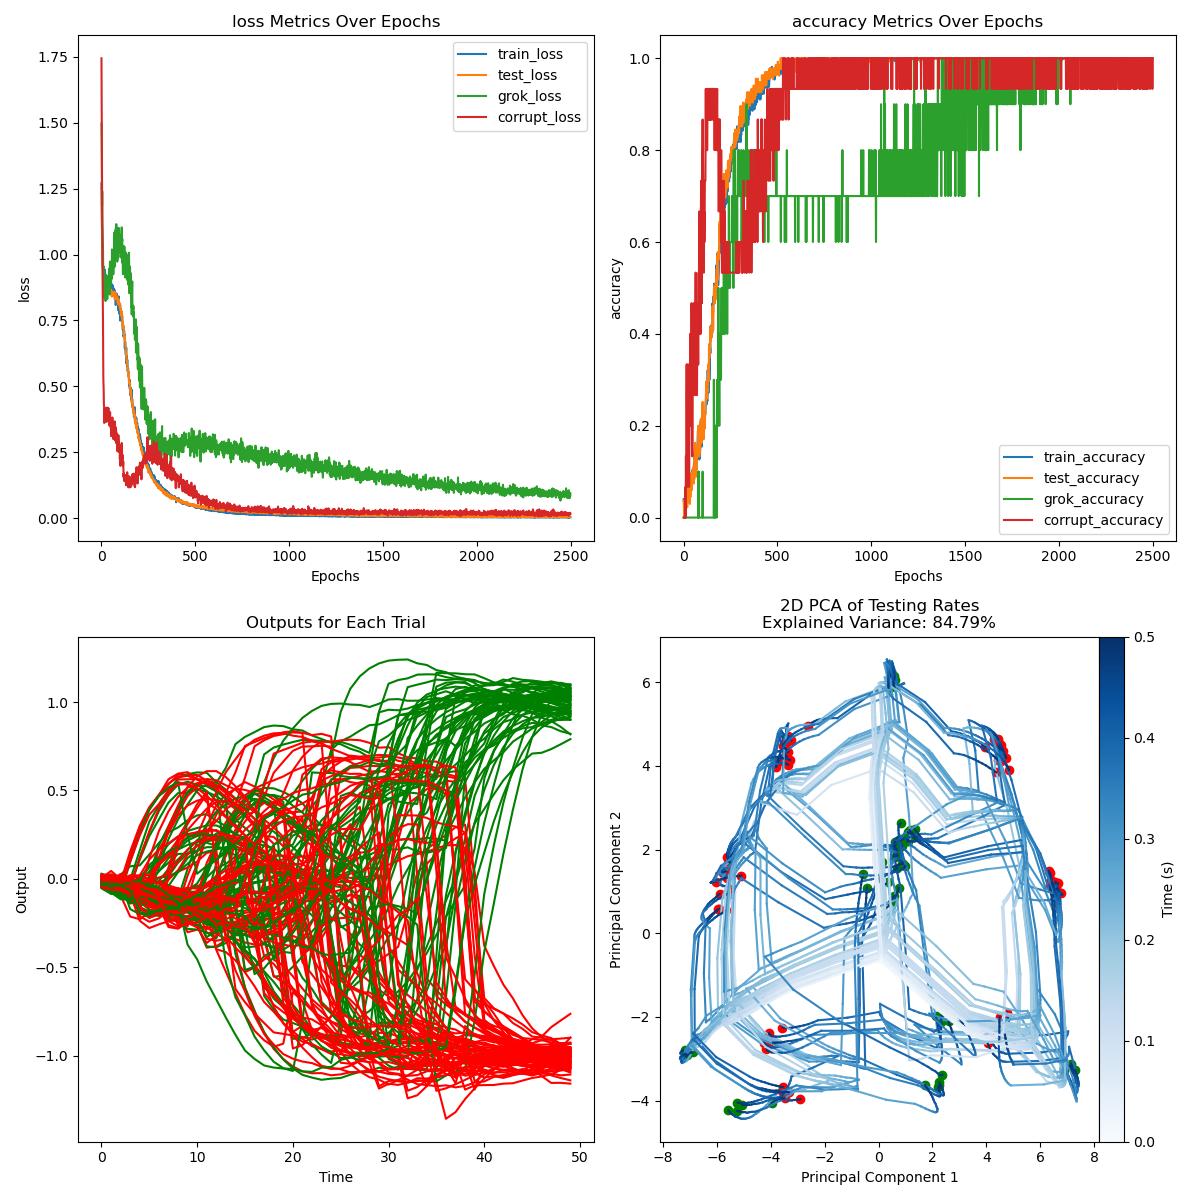 loss Metrics Over Epochs
1.75
1.50
1.25
1.00
0.75
0.50
0.25
0.00
loss
0
500
1000
1500
2000
2500
Epochs
train_loss
test_loss
grok_loss
corrupt_loss
accuracy Metrics Over Epochs
1.0
0.8
0.6
0.4
0.2
0.0
accuracy
0
500
1000
1500
2000
2500
Epochs
train_accuracy
test_accuracy
grok_accuracy
corrupt_accuracy
Outputs for Each Trial
1.0
0.5
0.0
−0.5
−1.0
Output
0
10
20
30
40
50
Time
2D PCA of Testing Rates
Explained Variance: 84.79%
6
4
2
0
−2
−4
Principal Component 2
−8
−6
−4
−2
0
2
4
6
8
Principal Component 1
0.5
0.4
0.3
0.2
0.1
0.0
Time (s)